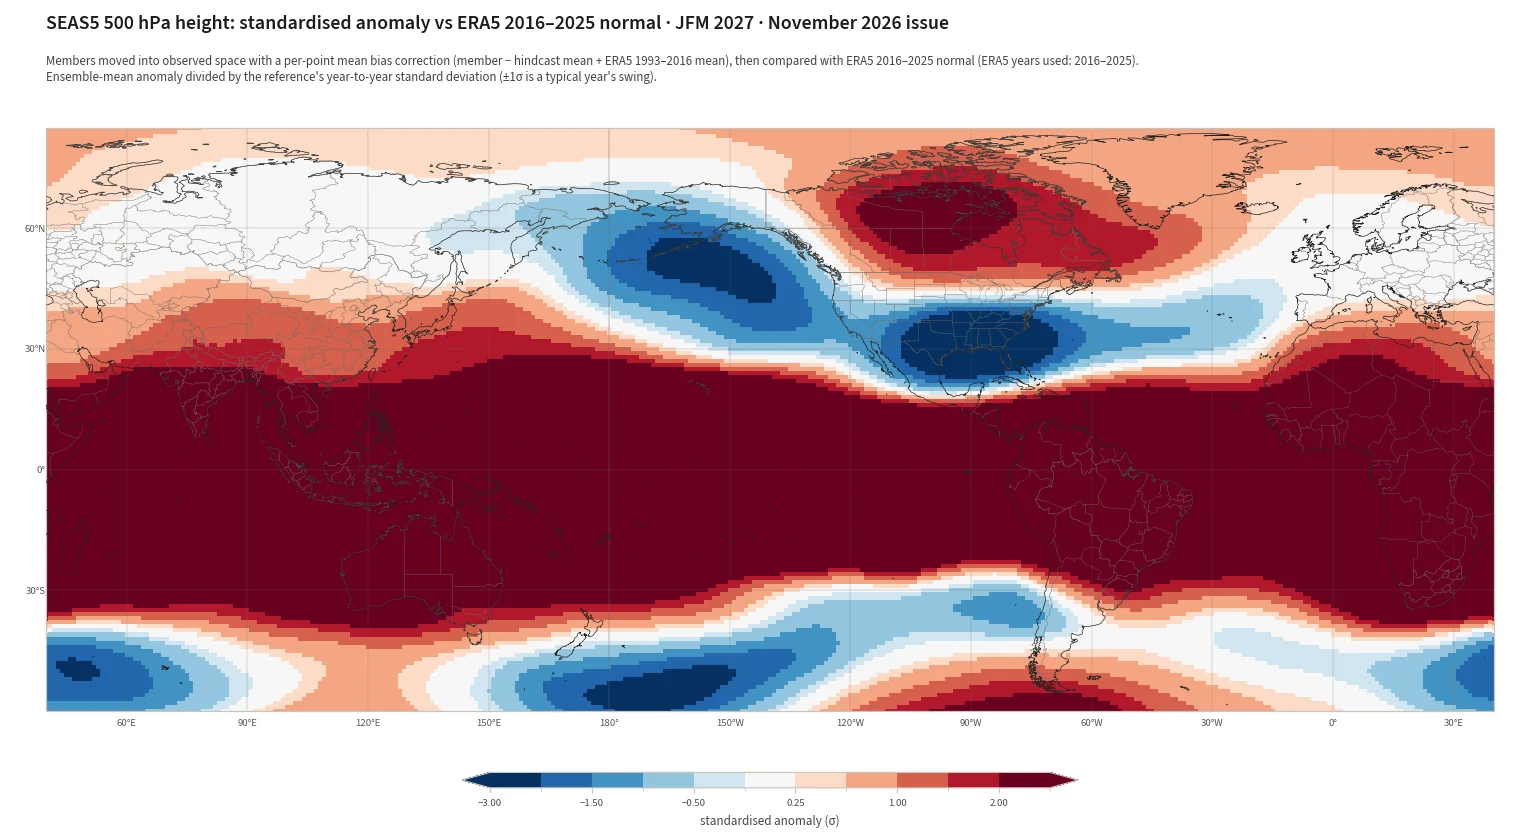 SEAS5 500 hPa height: standardised anomaly vs ERA5 2016–2025 normal · JFM 2027 · November 2026 issue
Members moved into observed space with a per-point mean bias correction (member − hindcast mean + ERA5 1993–2016 mean), then compared with ERA5 2016–2025 normal (ERA5 years used: 2016–2025).
Ensemble-mean anomaly divided by the reference's year-to-year standard deviation (±1σ is a typical year's swing).
60°N
30°N
0°
30°S
60°E 90°E 120°E 150°E 180° 150°W 120°W 90°W 60°W 30°W 0° 30°E
−3.00 −1.50 −0.50 0.25 1.00 2.00
standardised anomaly (σ)